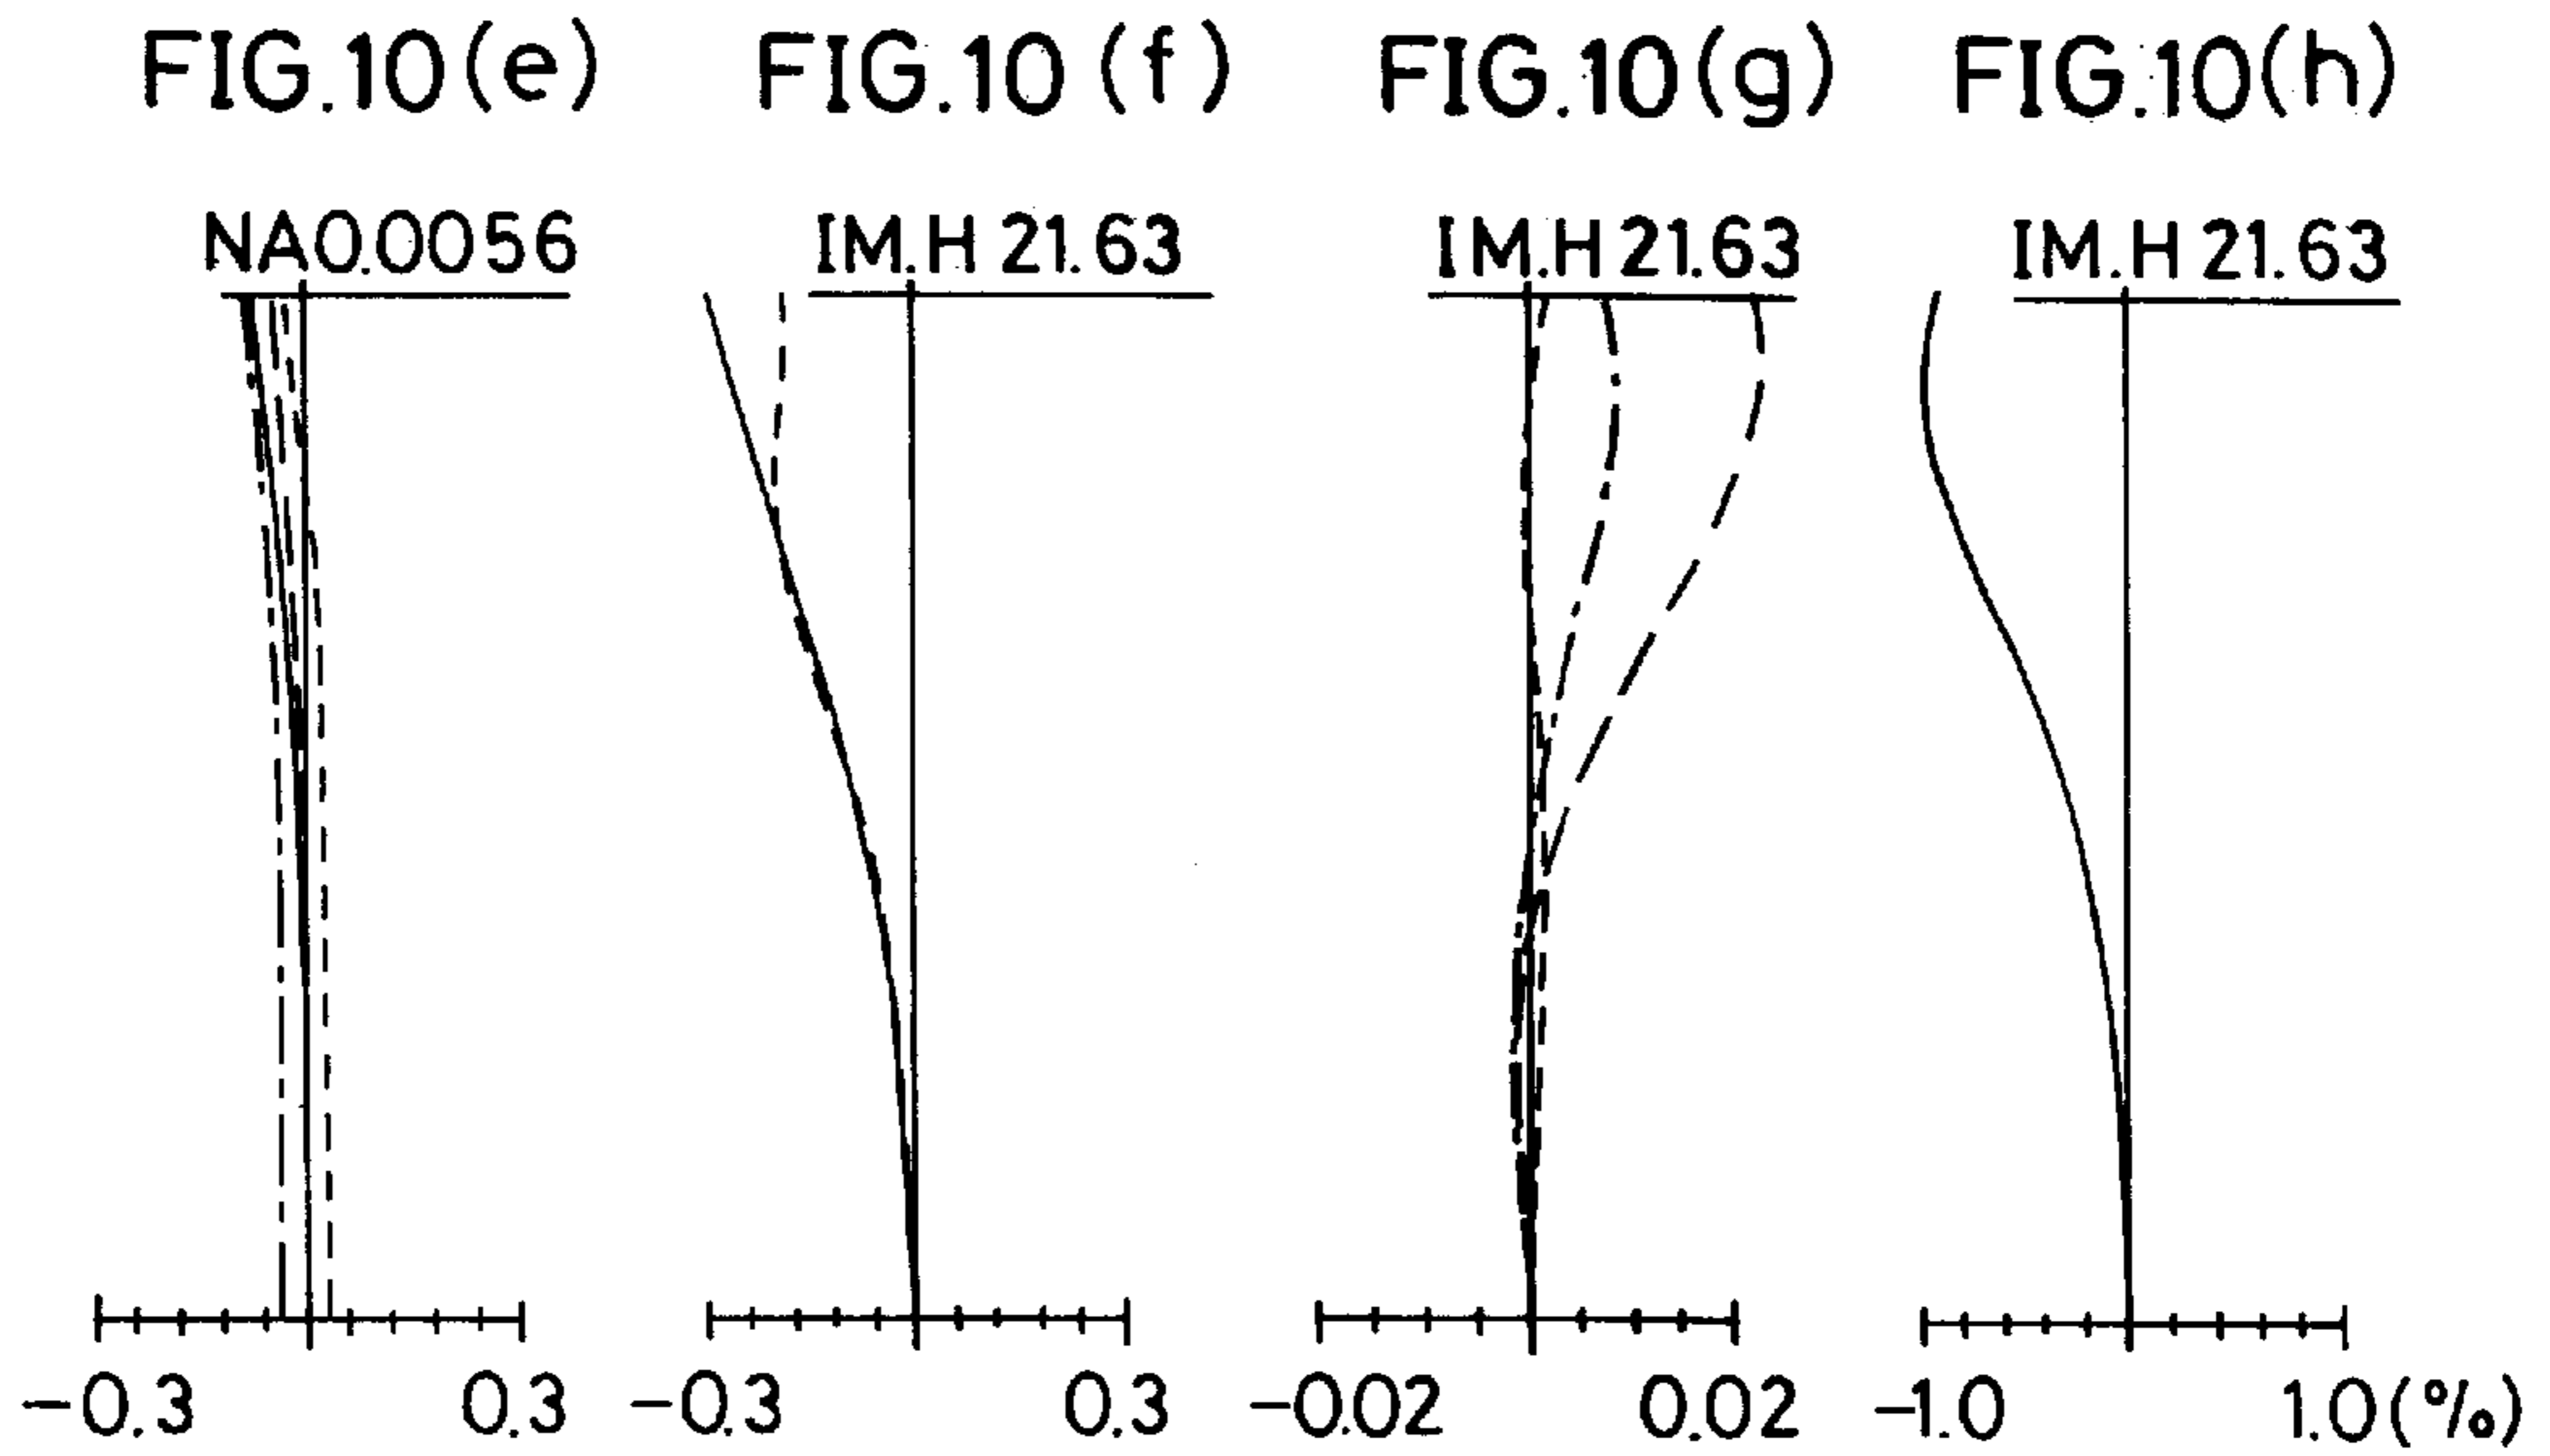 FIG.10(e) FIG.10(f) FIG.10(g) FIG.10(h)
NA0.0056 IM.H 21.63 IM.H 21.63 IM.H 21.63
-0.3 0.3 -0.3 0.3 -0.02 0.02 -1.0 1.0(%)